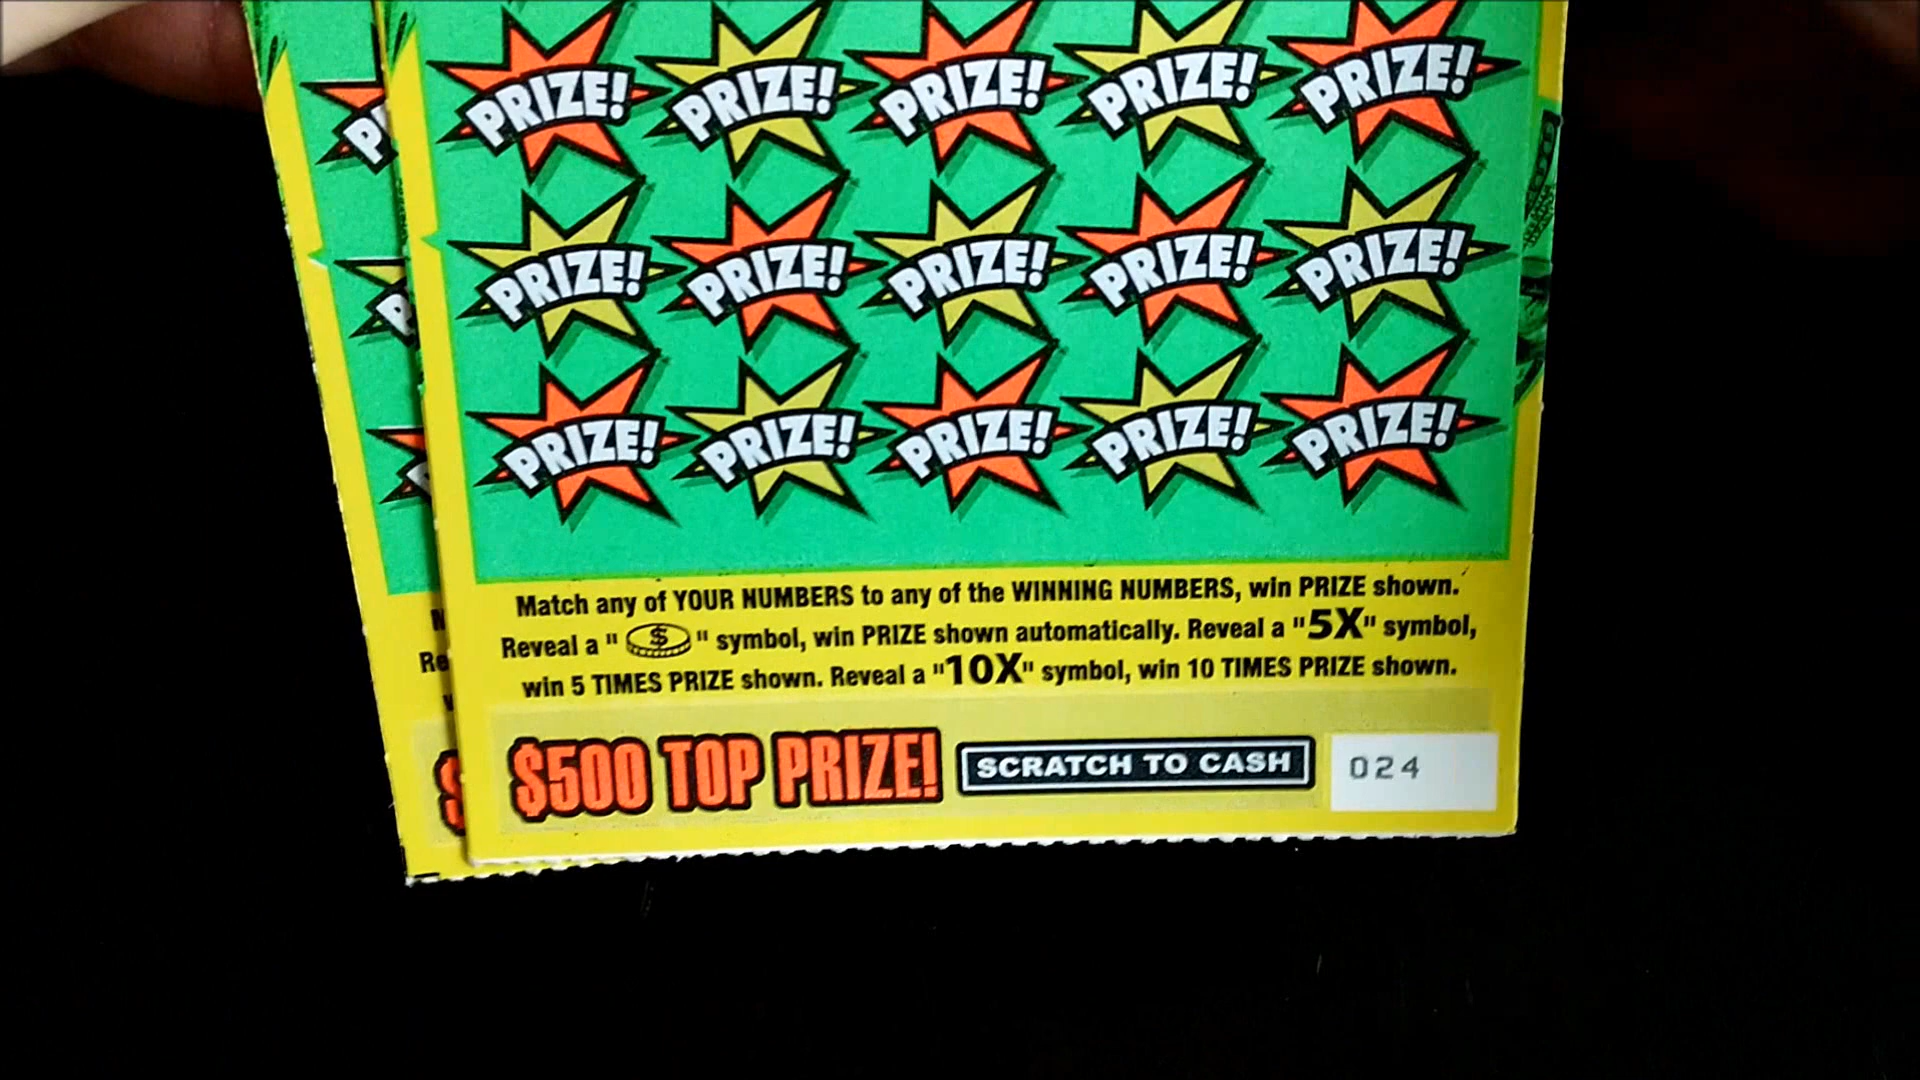 PRIZE! PRIZE! PRIZE! PRIZE! PRIZE!
PRIZE! PRIZE! PRIZE! PRIZE! PRIZE!
PRIZE! PRIZE! PRIZE! PRIZE! PRIZE!
Match any of YOUR NUMBERS to any of the WINNING NUMBERS, win PRIZE shown.
Reveal a " $ " symbol, win PRIZE shown automatically. Reveal a "5X" symbol,
win 5 TIMES PRIZE shown. Reveal a "10X" symbol, win 10 TIMES PRIZE shown.
$500 TOP PRIZE! SCRATCH TO CASH 024